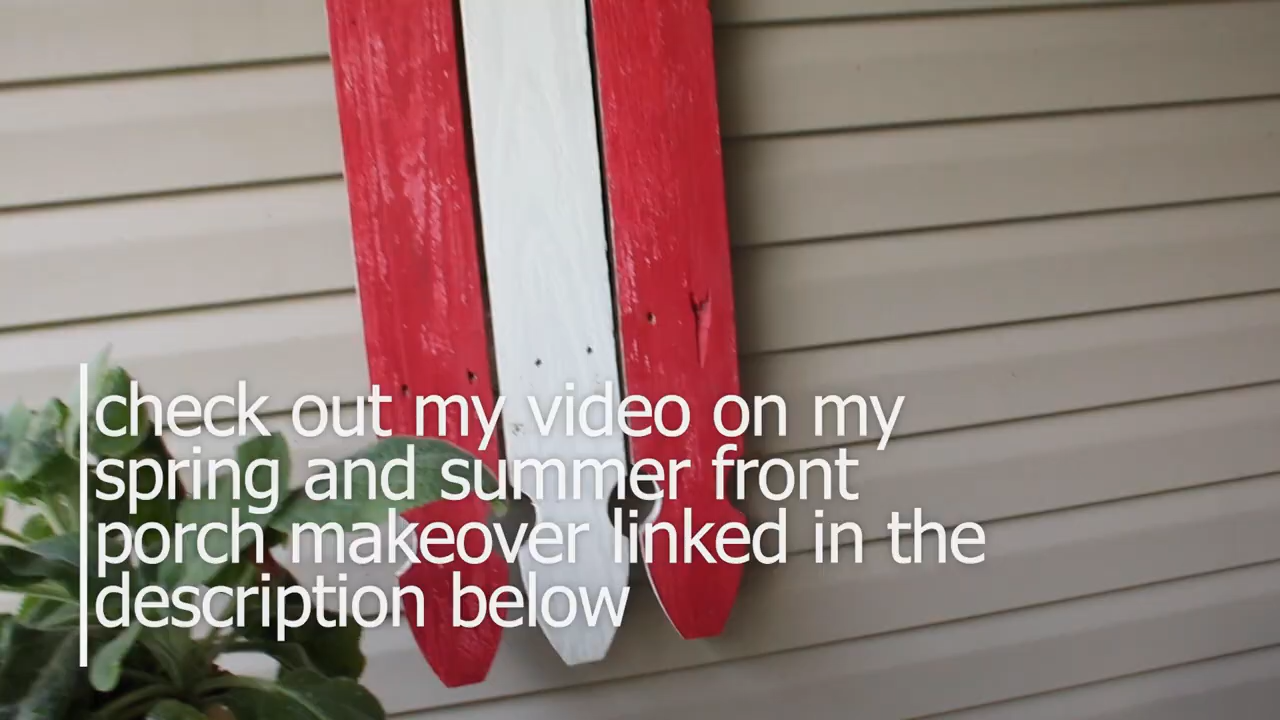 check out my video on my
spring and summer front
porch makeover linked in the
description below